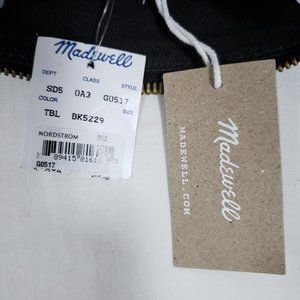 Madewell
DEPT CLASS STYLE
SD5 0A3 G0517
COLOR SIZE
TBL BK5229
NORDSTROM
G0517
Madewell
MADEWELL.COM